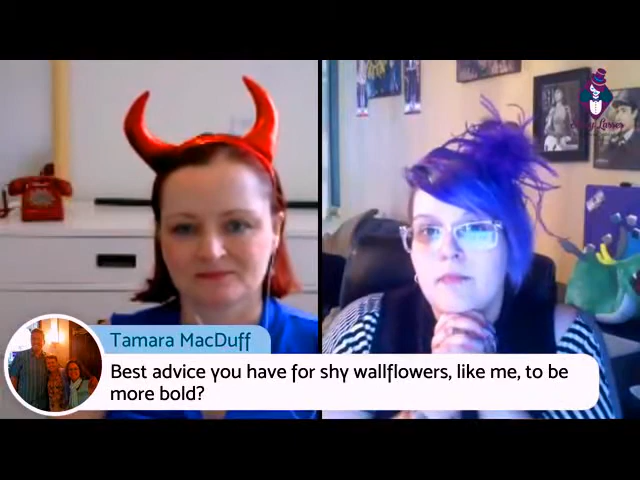 Tamara MacDuff
Best advice you have for shy wallflowers, like me, to be
more bold?